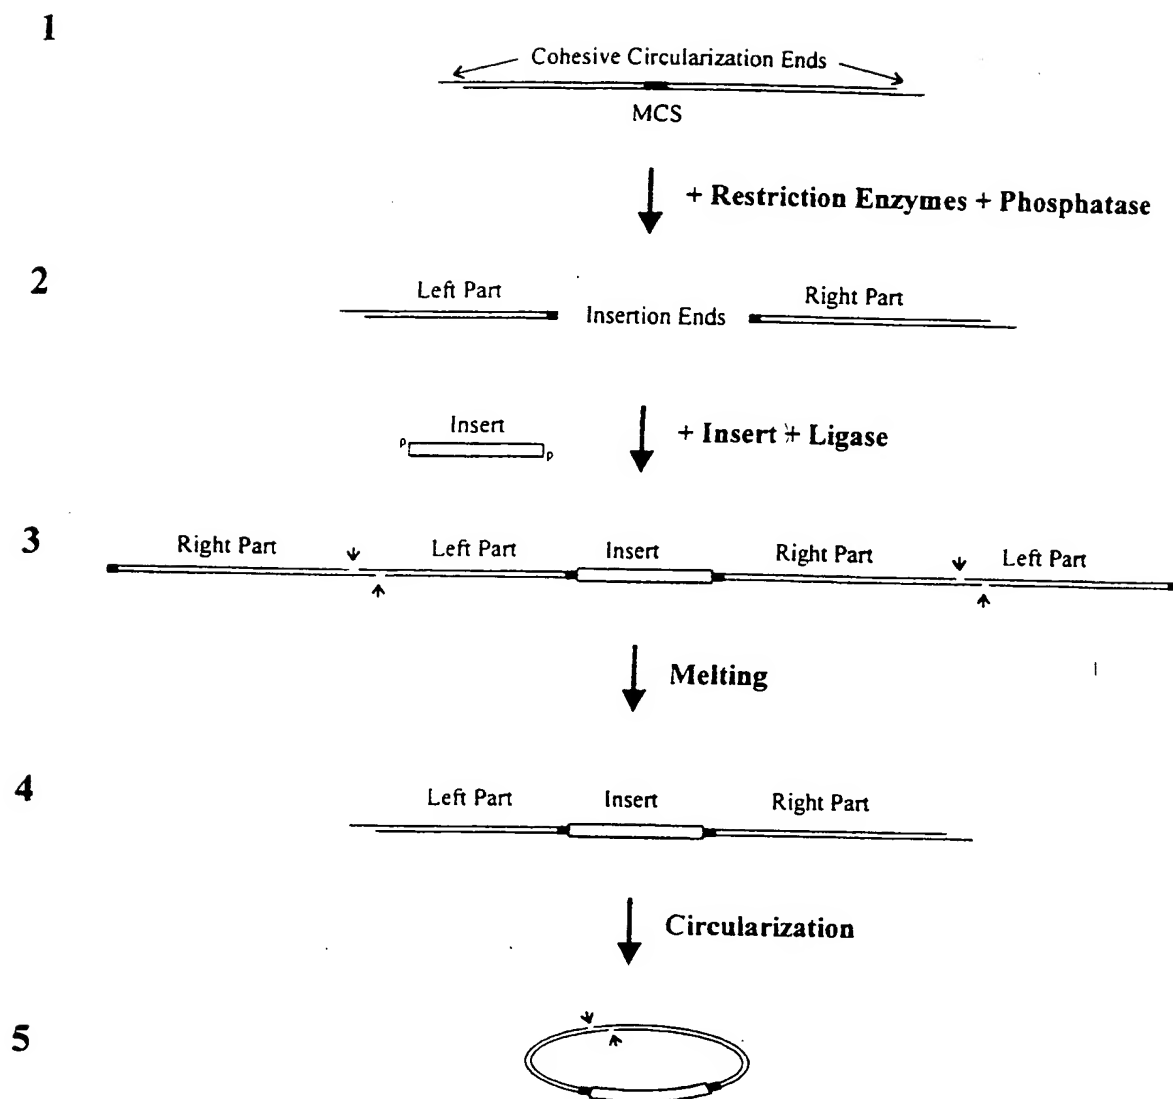 1
Cohesive Circularization Ends
MCS
+ Restriction Enzymes + Phosphatase
2
Left Part
Insertion Ends
Right Part
Insert
p
p
+ Insert + Ligase
3
Right Part
Left Part
Insert
Right Part
Left Part
Melting
4
Left Part
Insert
Right Part
Circularization
5